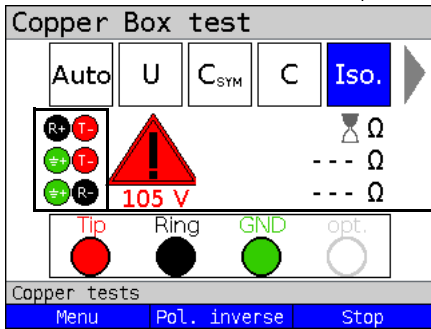 Copper Box test
Auto U CSYM C Iso.
R+ T- Ω
⏚+ T- --- Ω
⏚+ R- --- Ω
105 V
Tip Ring GND opt.
Copper tests
Menu Pol. inverse Stop